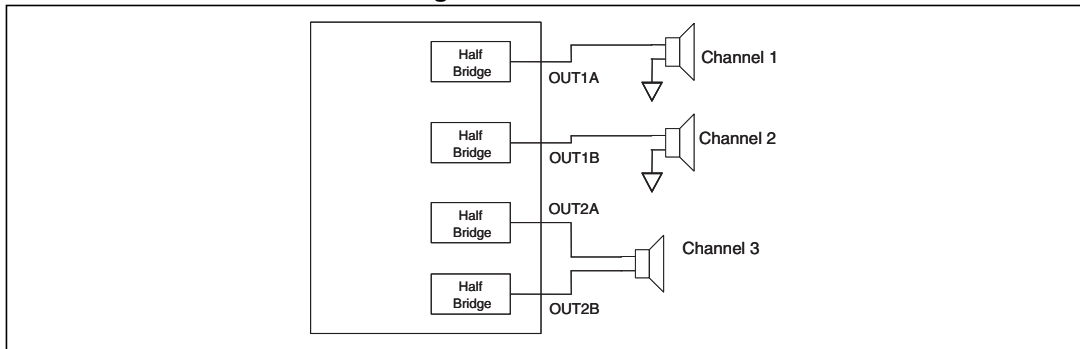 Half
Bridge
OUT1A
Channel 1
Half
Bridge
OUT1B
Channel 2
Half
Bridge
OUT2A
Channel 3
Half
Bridge
OUT2B